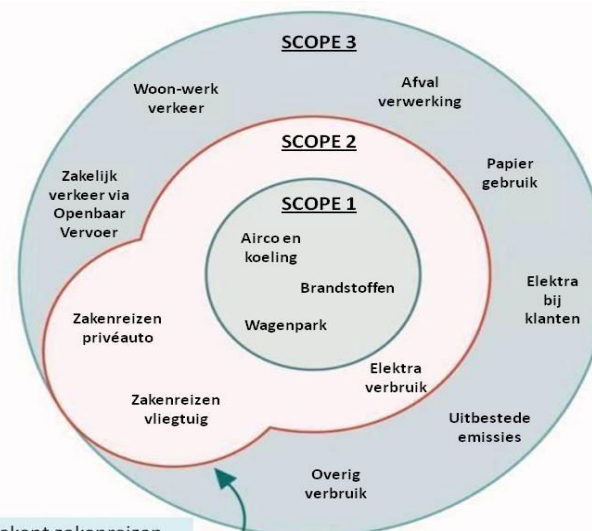 SCOPE 3
Woon-werk
verkeer
Afval
verwerking
SCOPE 2
Papier
gebruik
Zakelijk
verkeer via
Openbaar
Vervoer
SCOPE 1
Airco en
koeling
Brandstoffen
Elektra
bij
klanten
Wagenpark
Zakenreizen
privéauto
Elektra
verbruik
Zakenreizen
vliegtuig
Uitbestede
emissies
Overig
verbruik
zakenreizen